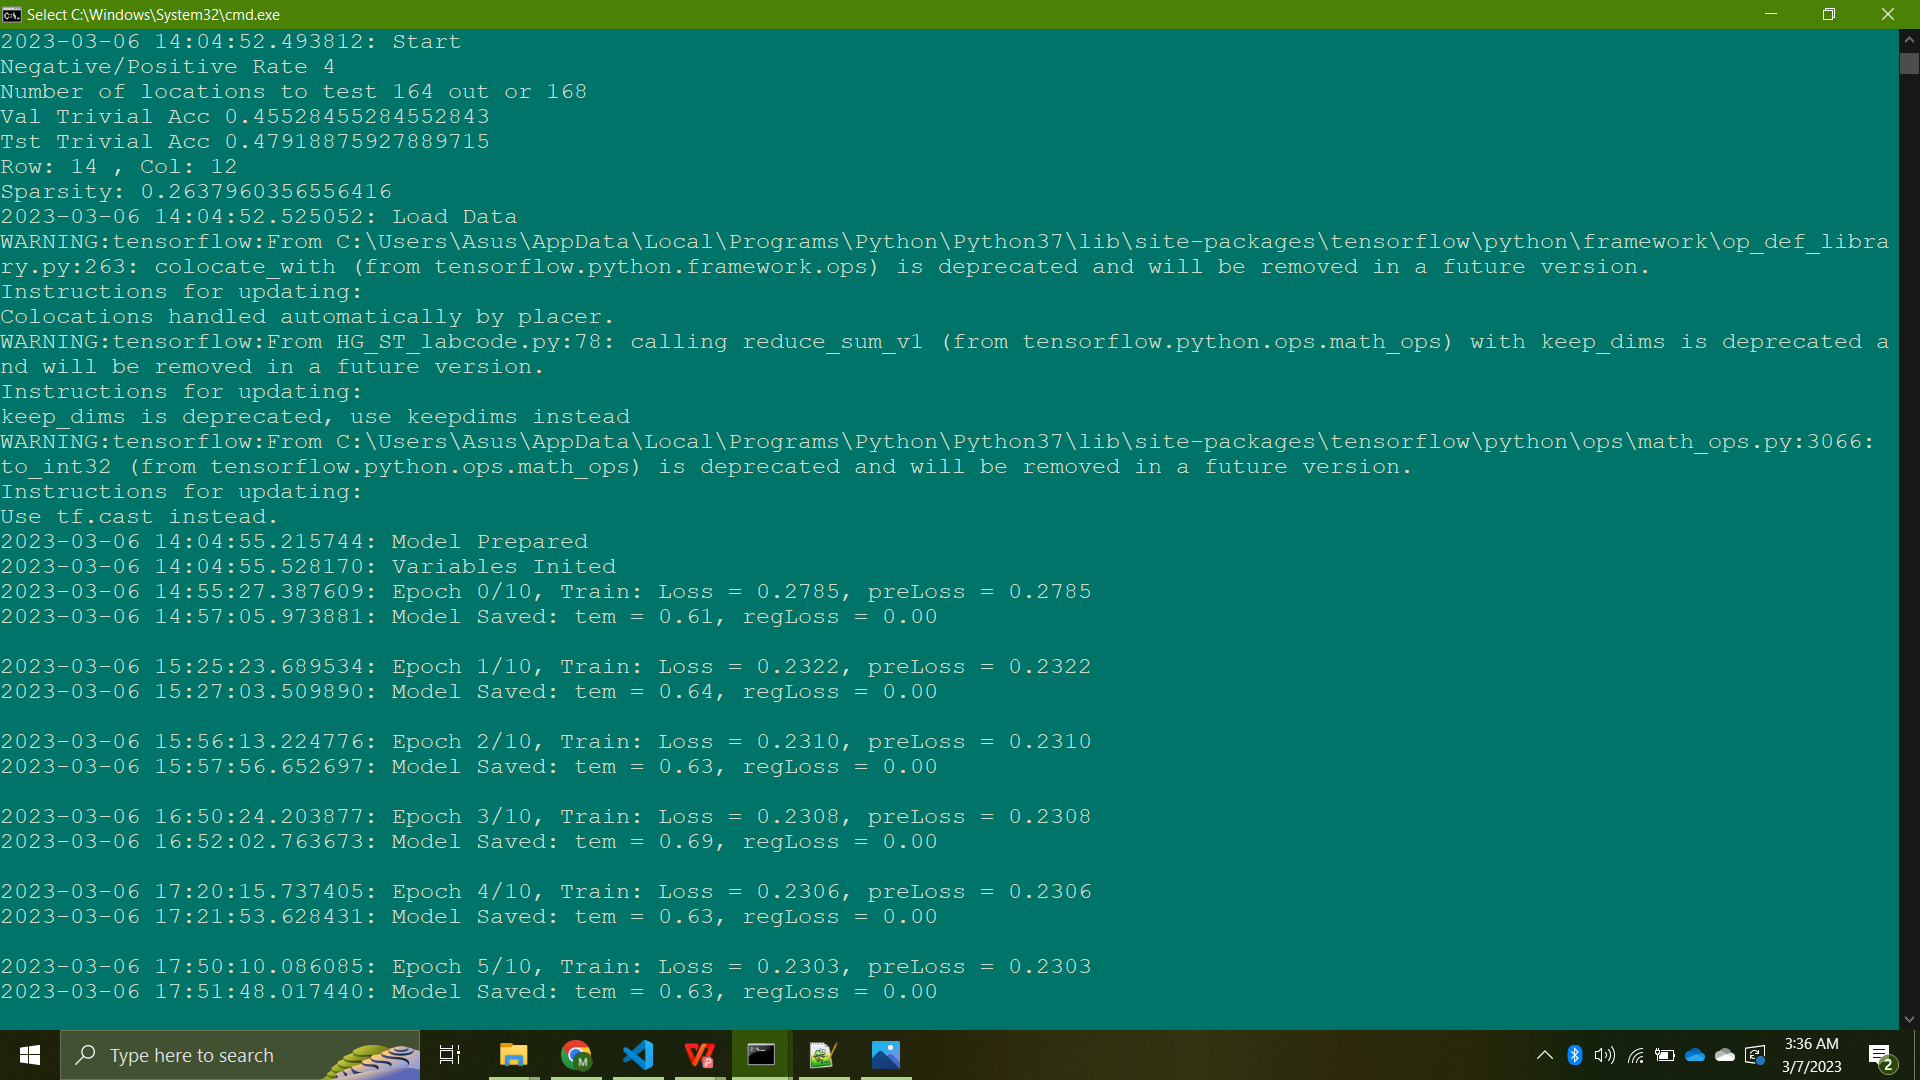 Select C:\Windows\System32\cmd.exe
2023-03-06 14:04:52.493812: Start
Negative/Positive Rate 4
Number of locations to test 164 out or 168
Val Trivial Acc 0.45528455284552843
Tst Trivial Acc 0.47918875927889715
Row: 14 , Col: 12
Sparsity: 0.2637960356556416
2023-03-06 14:04:52.525052: Load Data
WARNING:tensorflow:From C:\Users\Asus\AppData\Local\Programs\Python\Python37\lib\site-packages\tensorflow\python\framework\op_def_libra
ry.py:263: colocate_with (from tensorflow.python.framework.ops) is deprecated and will be removed in a future version.
Instructions for updating:
Colocations handled automatically by placer.
WARNING:tensorflow:From HG_ST_labcode.py:78: calling reduce_sum_v1 (from tensorflow.python.ops.math_ops) with keep_dims is deprecated a
nd will be removed in a future version.
Instructions for updating:
keep_dims is deprecated, use keepdims instead
WARNING:tensorflow:From C:\Users\Asus\AppData\Local\Programs\Python\Python37\lib\site-packages\tensorflow\python\ops\math_ops.py:3066:
to_int32 (from tensorflow.python.ops.math_ops) is deprecated and will be removed in a future version.
Instructions for updating:
Use tf.cast instead.
2023-03-06 14:04:55.215744: Model Prepared
2023-03-06 14:04:55.528170: Variables Inited
2023-03-06 14:55:27.387609: Epoch 0/10, Train: Loss = 0.2785, preLoss = 0.2785
2023-03-06 14:57:05.973881: Model Saved: tem = 0.61, regLoss = 0.00
2023-03-06 15:25:23.689534: Epoch 1/10, Train: Loss = 0.2322, preLoss = 0.2322
2023-03-06 15:27:03.509890: Model Saved: tem = 0.64, regLoss = 0.00
2023-03-06 15:56:13.224776: Epoch 2/10, Train: Loss = 0.2310, preLoss = 0.2310
2023-03-06 15:57:56.652697: Model Saved: tem = 0.63, regLoss = 0.00
2023-03-06 16:50:24.203877: Epoch 3/10, Train: Loss = 0.2308, preLoss = 0.2308
2023-03-06 16:52:02.763673: Model Saved: tem = 0.69, regLoss = 0.00
2023-03-06 17:20:15.737405: Epoch 4/10, Train: Loss = 0.2306, preLoss = 0.2306
2023-03-06 17:21:53.628431: Model Saved: tem = 0.63, regLoss = 0.00
2023-03-06 17:50:10.086085: Epoch 5/10, Train: Loss = 0.2303, preLoss = 0.2303
2023-03-06 17:51:48.017440: Model Saved: tem = 0.63, regLoss = 0.00
Type here to search
3:36 AM
3/7/2023
2